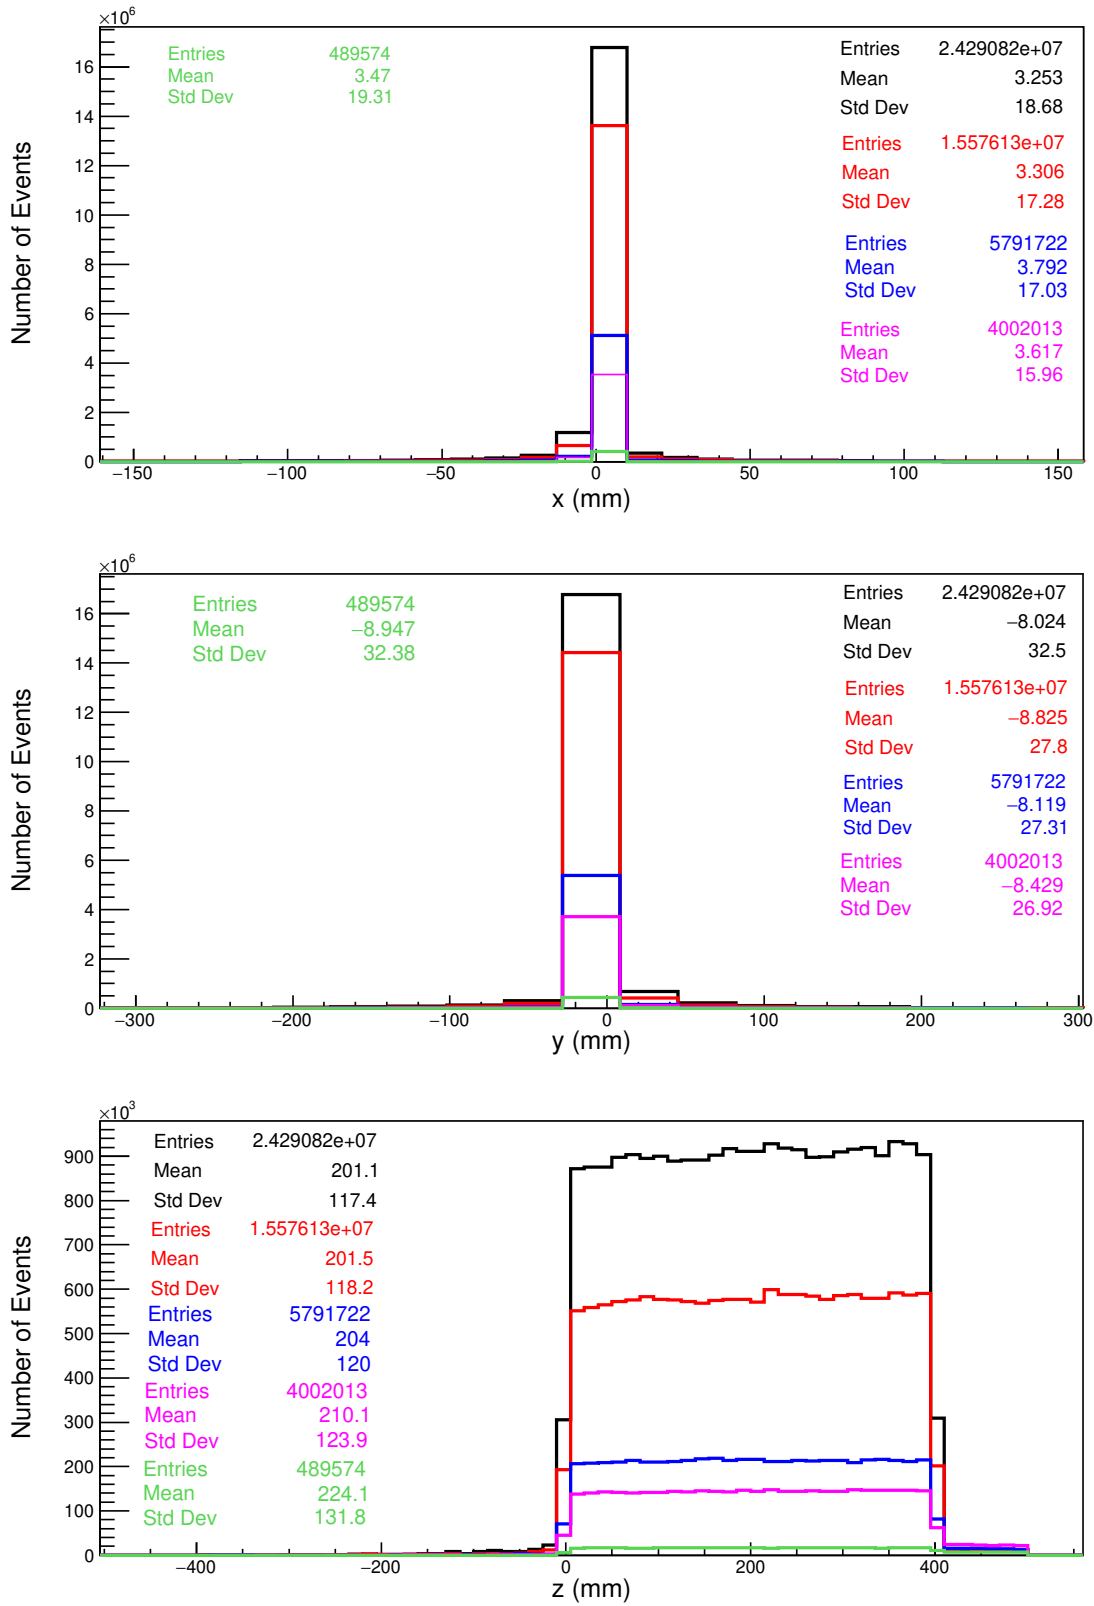 ×10⁶
Number of Events
16
14
12
10
8
6
4
2
0
Entries 489574
Mean 3.47
Std Dev 19.31
Entries 2.429082e+07
Mean 3.253
Std Dev 18.68
Entries 1.557613e+07
Mean 3.306
Std Dev 17.28
Entries 5791722
Mean 3.792
Std Dev 17.03
Entries 4002013
Mean 3.617
Std Dev 15.96
−150 −100 −50 0 50 100 150
x (mm)
×10⁶
Number of Events
16
14
12
10
8
6
4
2
0
Entries 489574
Mean −8.947
Std Dev 32.38
Entries 2.429082e+07
Mean −8.024
Std Dev 32.5
Entries 1.557613e+07
Mean −8.825
Std Dev 27.8
Entries 5791722
Mean −8.119
Std Dev 27.31
Entries 4002013
Mean −8.429
Std Dev 26.92
−300 −200 −100 0 100 200 300
y (mm)
×10³
Number of Events
900
800
700
600
500
400
300
200
100
0
Entries 2.429082e+07
Mean 201.1
Std Dev 117.4
Entries 1.557613e+07
Mean 201.5
Std Dev 118.2
Entries 5791722
Mean 204
Std Dev 120
Entries 4002013
Mean 210.1
Std Dev 123.9
Entries 489574
Mean 224.1
Std Dev 131.8
−400 −200 0 200 400
z (mm)